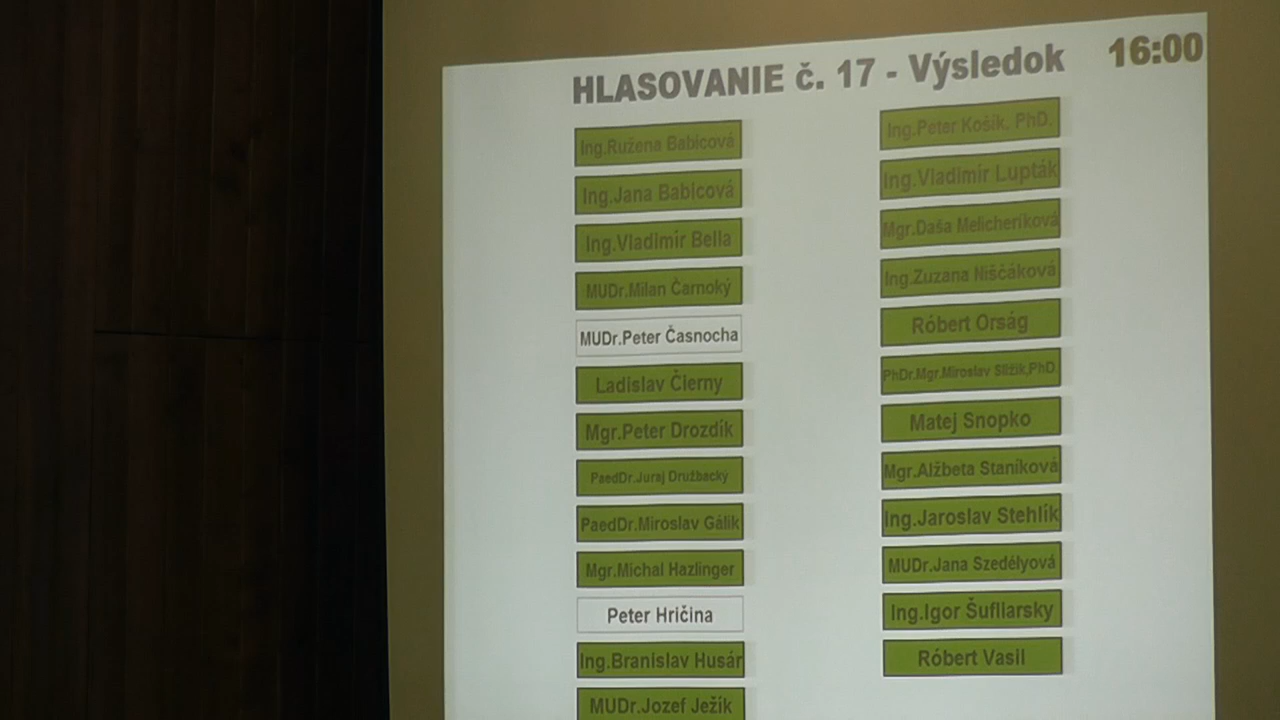 HLASOVANIE č. 17 - Výsledok 16:00
Ing.Ružena Babicová
Ing.Jana Babicová
Ing.Vladimír Bella
MUDr.Milan Čarnoký
MUDr.Peter Časnocha
Ladislav Čierny
Mgr.Peter Drozdík
PaedDr.Juraj Družbacký
PaedDr.Miroslav Gálik
Mgr.Michal Hazlinger
Peter Hričina
Ing.Branislav Husár
MUDr.Jozef Ježík
Ing.Peter Košík, PhD.
Ing.Vladimír Lupták
Mgr.Daša Melicheríková
Ing.Zuzana Niščáková
Róbert Orság
PhDr.Mgr.Miroslav Slížik,PhD
Matej Snopko
Mgr.Alžbeta Staníková
Ing.Jaroslav Stehlík
MUDr.Jana Szedélyová
Ing.Igor Šufliarsky
Róbert Vasil